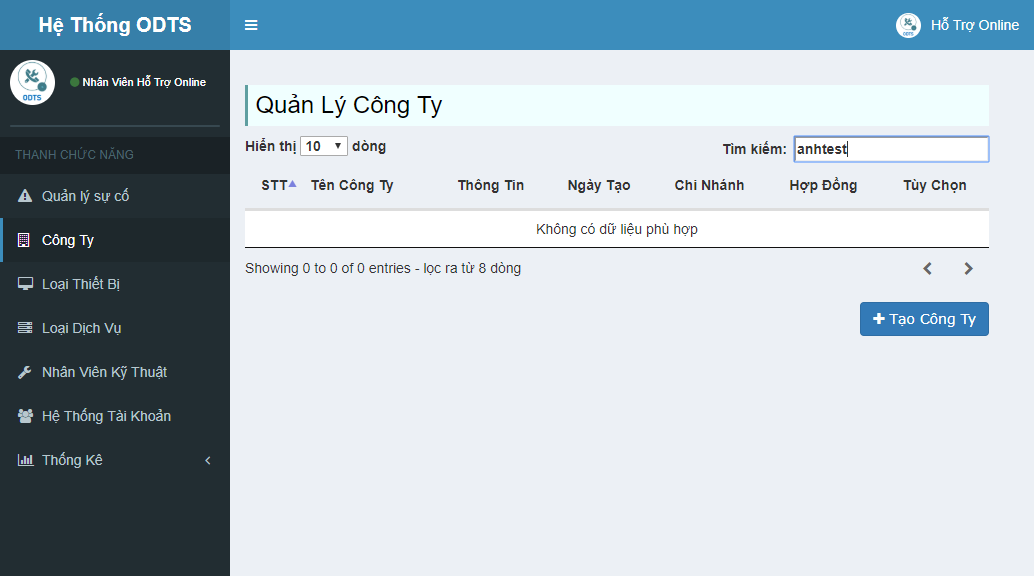 Hệ Thống ODTS
Hỗ Trợ Online
ODTS
ODTS
Nhân Viên Hỗ Trợ Online
THANH CHỨC NĂNG
Quản lý sự cố
Công Ty
Loại Thiết Bị
Loại Dịch Vụ
Nhân Viên Kỹ Thuật
Hệ Thống Tài Khoản
Thống Kê
Quản Lý Công Ty
Hiển thị 10 dòng
Tìm kiếm: anhtest
STT Tên Công Ty Thông Tin Ngày Tạo Chi Nhánh Hợp Đồng Tùy Chọn
Không có dữ liệu phù hợp
Showing 0 to 0 of 0 entries - lọc ra từ 8 dòng
Tạo Công Ty